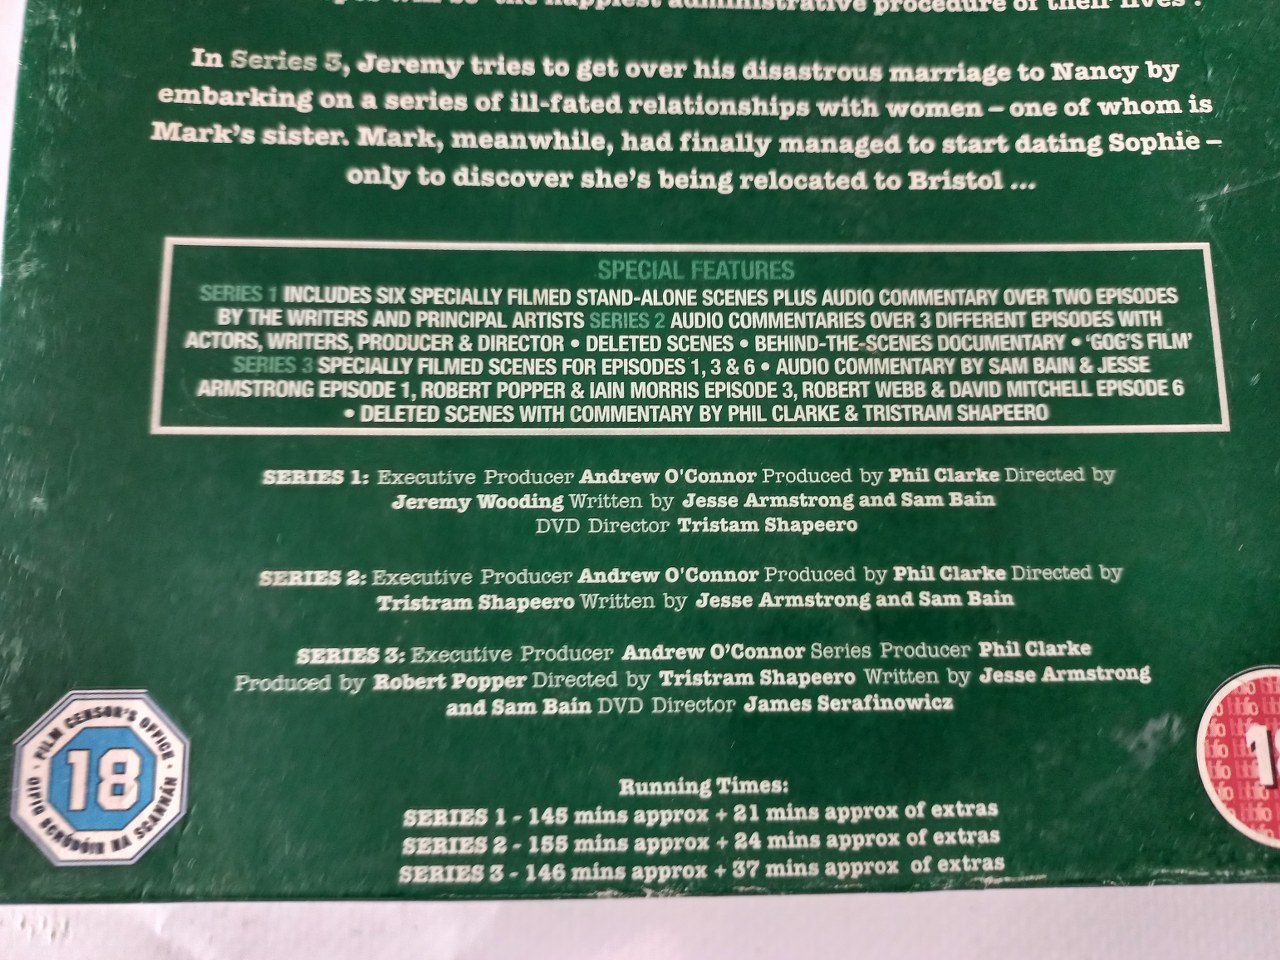 the happiest administrative procedure of their lives'.
In Series 3, Jeremy tries to get over his disastrous marriage to Nancy by
embarking on a series of ill-fated relationships with women – one of whom is
Mark's sister. Mark, meanwhile, had finally managed to start dating Sophie –
only to discover she's being relocated to Bristol ...
SPECIAL FEATURES
SERIES 1 INCLUDES SIX SPECIALLY FILMED STAND-ALONE SCENES PLUS AUDIO COMMENTARY OVER TWO EPISODES
BY THE WRITERS AND PRINCIPAL ARTISTS SERIES 2 AUDIO COMMENTARIES OVER 3 DIFFERENT EPISODES WITH
ACTORS, WRITERS, PRODUCER & DIRECTOR • DELETED SCENES • BEHIND-THE-SCENES DOCUMENTARY • 'GOG'S FILM'
SERIES 3 SPECIALLY FILMED SCENES FOR EPISODES 1, 3 & 6 • AUDIO COMMENTARY BY SAM BAIN & JESSE
ARMSTRONG EPISODE 1, ROBERT POPPER & IAIN MORRIS EPISODE 3, ROBERT WEBB & DAVID MITCHELL EPISODE 6
• DELETED SCENES WITH COMMENTARY BY PHIL CLARKE & TRISTRAM SHAPEERO
SERIES 1: Executive Producer Andrew O'Connor Produced by Phil Clarke Directed by
Jeremy Wooding Written by Jesse Armstrong and Sam Bain
DVD Director Tristam Shapeero
SERIES 2: Executive Producer Andrew O'Connor Produced by Phil Clarke Directed by
Tristram Shapeero Written by Jesse Armstrong and Sam Bain
SERIES 3: Executive Producer Andrew O'Connor Series Producer Phil Clarke
Produced by Robert Popper Directed by Tristram Shapeero Written by Jesse Armstrong
and Sam Bain DVD Director James Serafinowicz
FILM CENSOR'S OFFICE
18
OIFIG SCRÚDÓIR NA SCANNÁN
Running Times:
SERIES 1 - 145 mins approx + 21 mins approx of extras
SERIES 2 - 155 mins approx + 24 mins approx of extras
SERIES 3 - 146 mins approx + 37 mins approx of extras